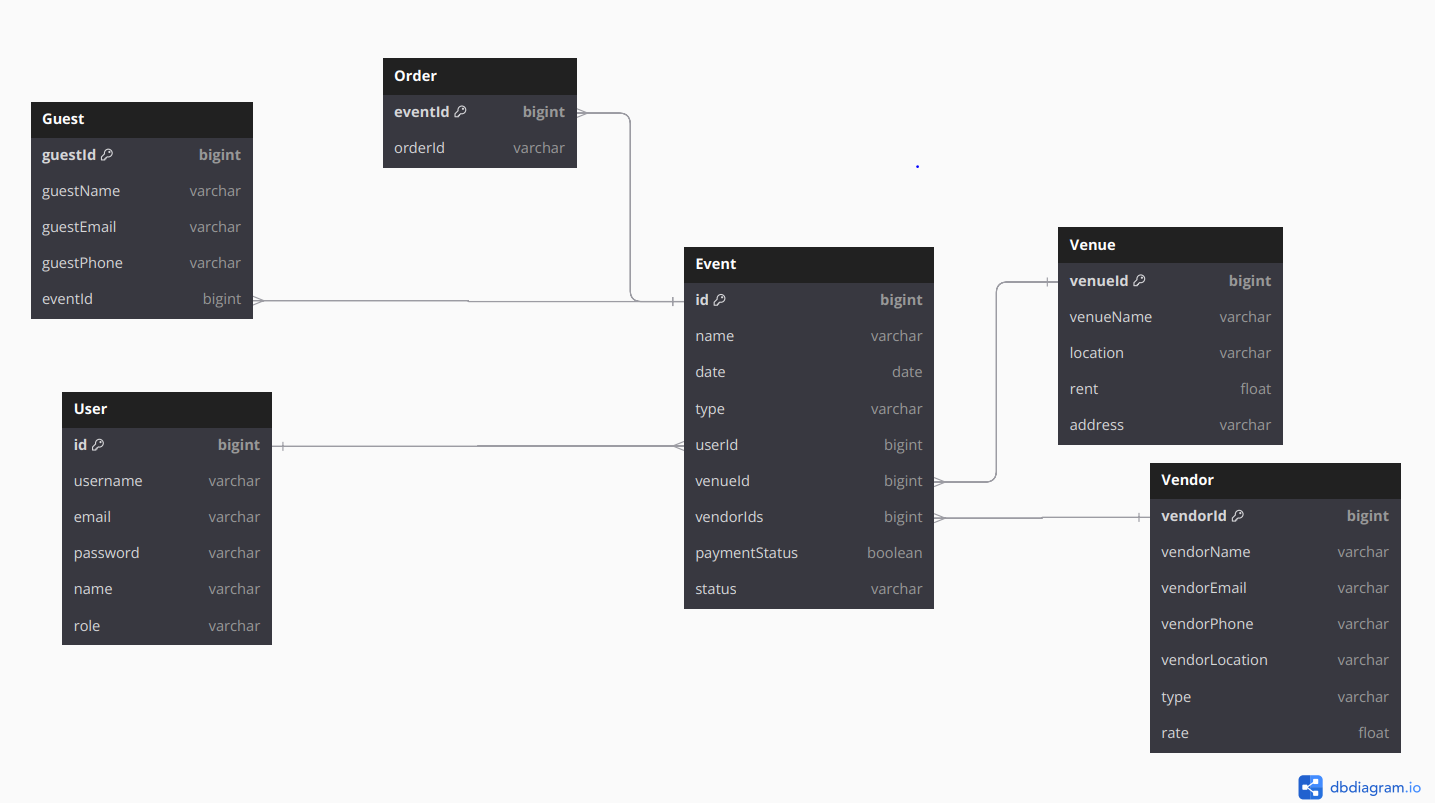 Order
eventId bigint
orderId varchar
Guest
guestId bigint
guestName varchar
guestEmail varchar
guestPhone varchar
eventId bigint
Event
id bigint
name varchar
date date
type varchar
userId bigint
venueId bigint
vendorIds bigint
paymentStatus boolean
status varchar
Venue
venueId bigint
venueName varchar
location varchar
rent float
address varchar
User
id bigint
username varchar
email varchar
password varchar
name varchar
role varchar
Vendor
vendorId bigint
vendorName varchar
vendorEmail varchar
vendorPhone varchar
vendorLocation varchar
type varchar
rate float
dbdiagram.io